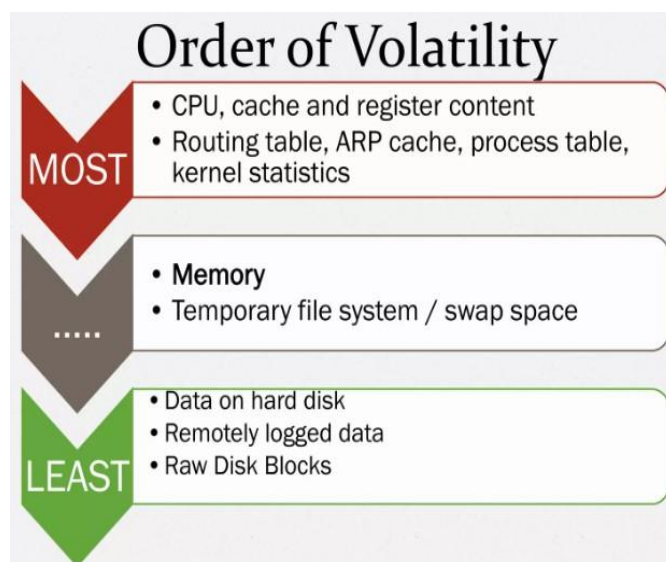 Order of Volatility
MOST
• CPU, cache and register content
• Routing table, ARP cache, process table,
kernel statistics
.....
• Memory
• Temporary file system / swap space
LEAST
• Data on hard disk
• Remotely logged data
• Raw Disk Blocks